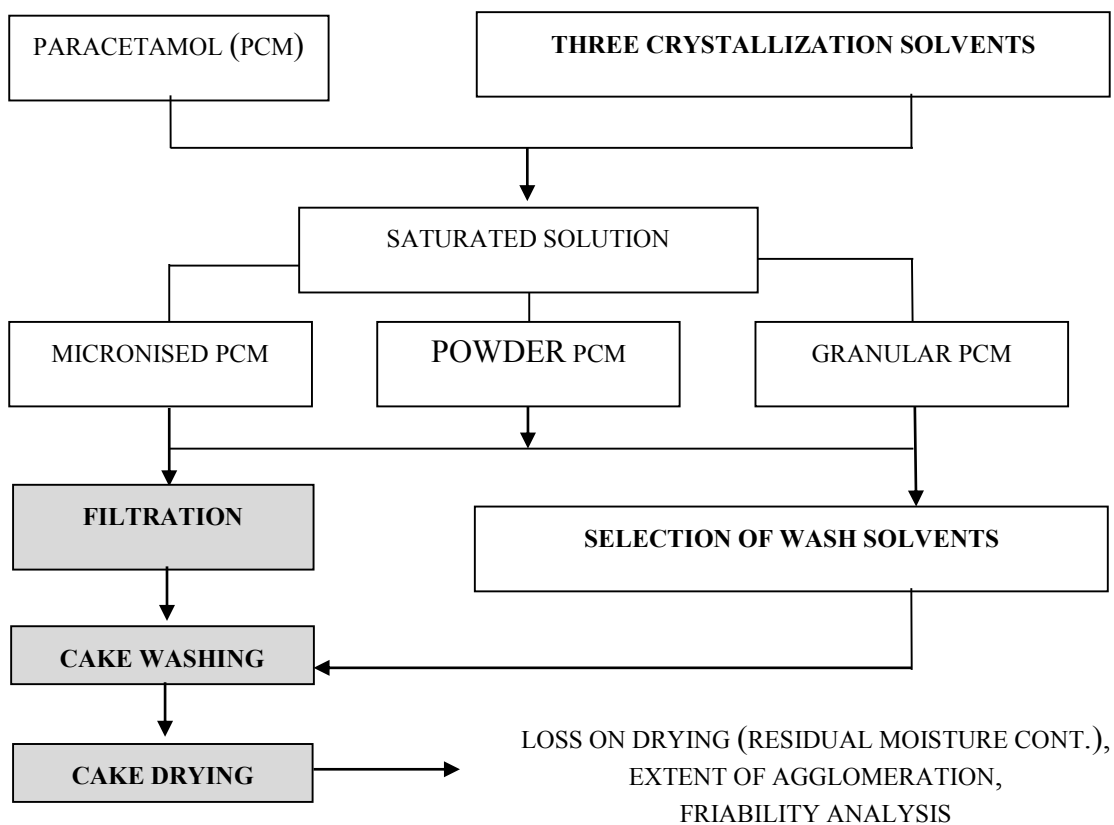 PARACETAMOL (PCM)
THREE CRYSTALLIZATION SOLVENTS
SATURATED SOLUTION
MICRONISED PCM
POWDER PCM
GRANULAR PCM
FILTRATION
SELECTION OF WASH SOLVENTS
CAKE WASHING
CAKE DRYING
LOSS ON DRYING (RESIDUAL MOISTURE CONT.),
EXTENT OF AGGLOMERATION,
FRIABILITY ANALYSIS